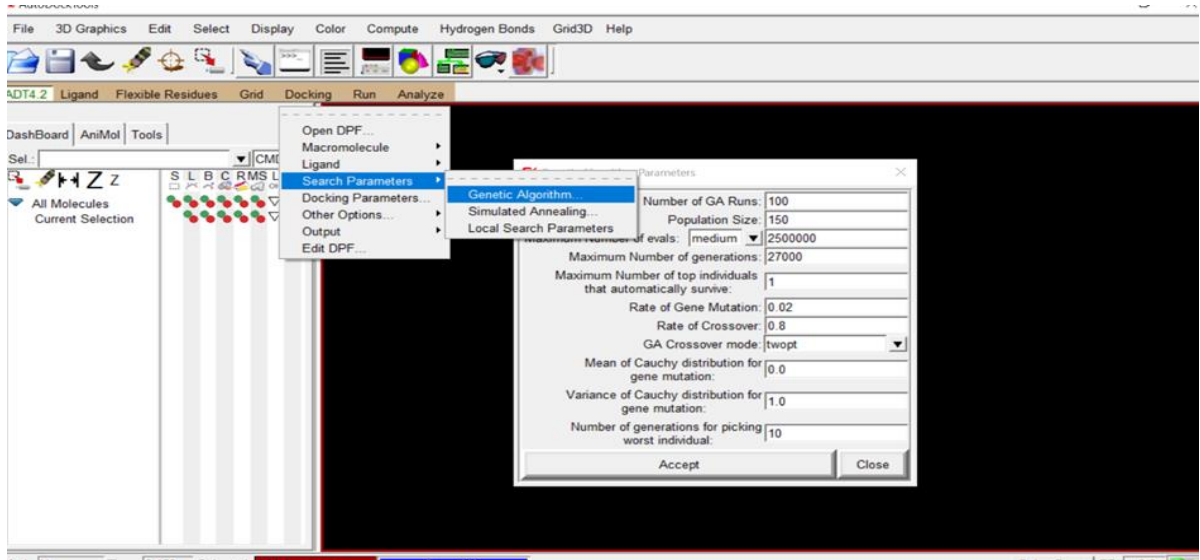 AutoDockTools
File 3D Graphics Edit Select Display Color Compute Hydrogen Bonds Grid3D Help
ADT4.2 Ligand Flexible Residues Grid Docking Run Analyze
DashBoard AniMol Tools
Sel.: CMD
S L B C R MS L
All Molecules
Current Selection
Open DPF...
Macromolecule
Ligand
Search Parameters
Docking Parameters...
Other Options...
Output
Edit DPF...
Genetic Algorithm...
Simulated Annealing...
Local Search Parameters
Parameters
Number of GA Runs: 100
Population Size: 150
Maximum Number of evals: medium 2500000
Maximum Number of generations: 27000
Maximum Number of top individuals
that automatically survive: 1
Rate of Gene Mutation: 0.02
Rate of Crossover: 0.8
GA Crossover mode: twopt
Mean of Cauchy distribution for
gene mutation: 0.0
Variance of Cauchy distribution for
gene mutation: 1.0
Number of generations for picking
worst individual: 10
Accept Close